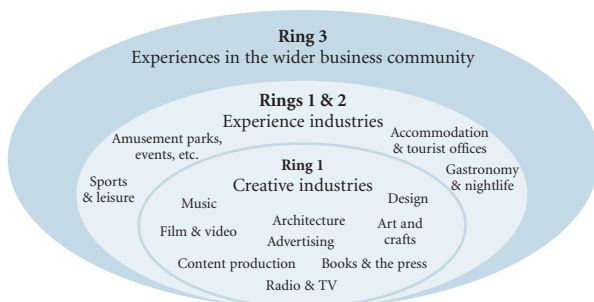 Ring 3
Experiences in the wider business community
Rings 1 & 2
Experience industries
Amusement parks,
events, etc.
Accommodation
& tourist offices
Sports
& leisure
Gastronomy
& nightlife
Ring 1
Creative industries
Music
Design
Film & video
Architecture
Advertising
Art and
crafts
Content production
Books & the press
Radio & TV